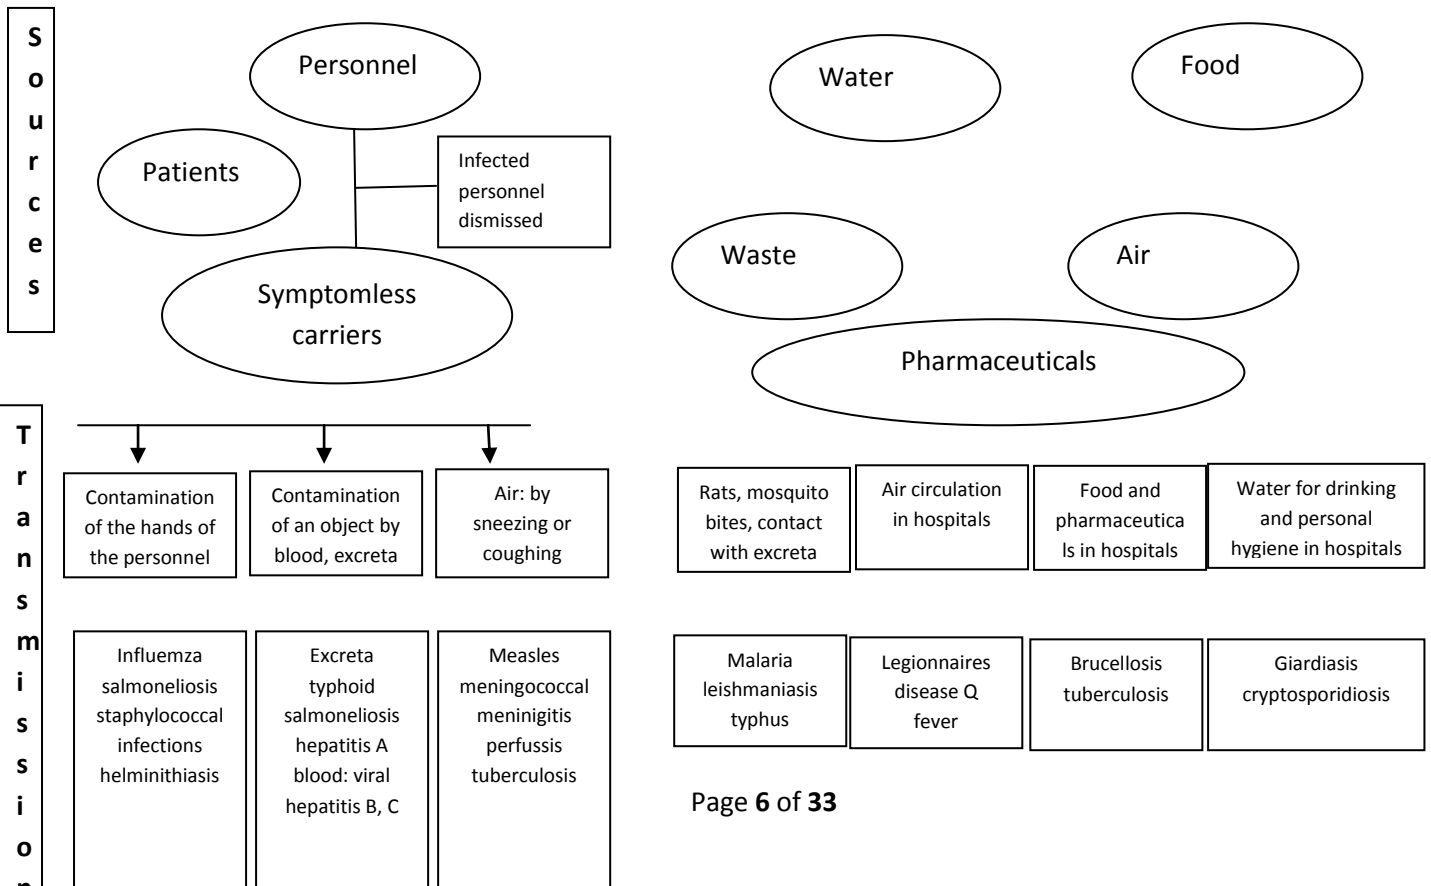 S
o
u
r
c
e
s
Personnel
Patients
Infected
personnel
dismissed
Symptomless
carriers
Water
Food
Waste
Air
Pharmaceuticals
T
r
a
n
s
m
i
s
s
i
o
n
Contamination
of the hands of
the personnel
Contamination
of an object by
blood, excreta
Air: by
sneezing or
coughing
Rats, mosquito
bites, contact
with excreta
Air circulation
in hospitals
Food and
pharmaceutica
ls in hospitals
Water for drinking
and personal
hygiene in hospitals
Influemza
salmoneliosis
staphylococcal
infections
helminithiasis
Excreta
typhoid
salmoneliosis
hepatitis A
blood: viral
hepatitis B, C
Measles
meningococcal
meninigitis
perfussis
tuberculosis
Malaria
leishmaniasis
typhus
Legionnaires
disease Q
fever
Brucellosis
tuberculosis
Giardiasis
cryptosporidiosis
Page 6 of 33